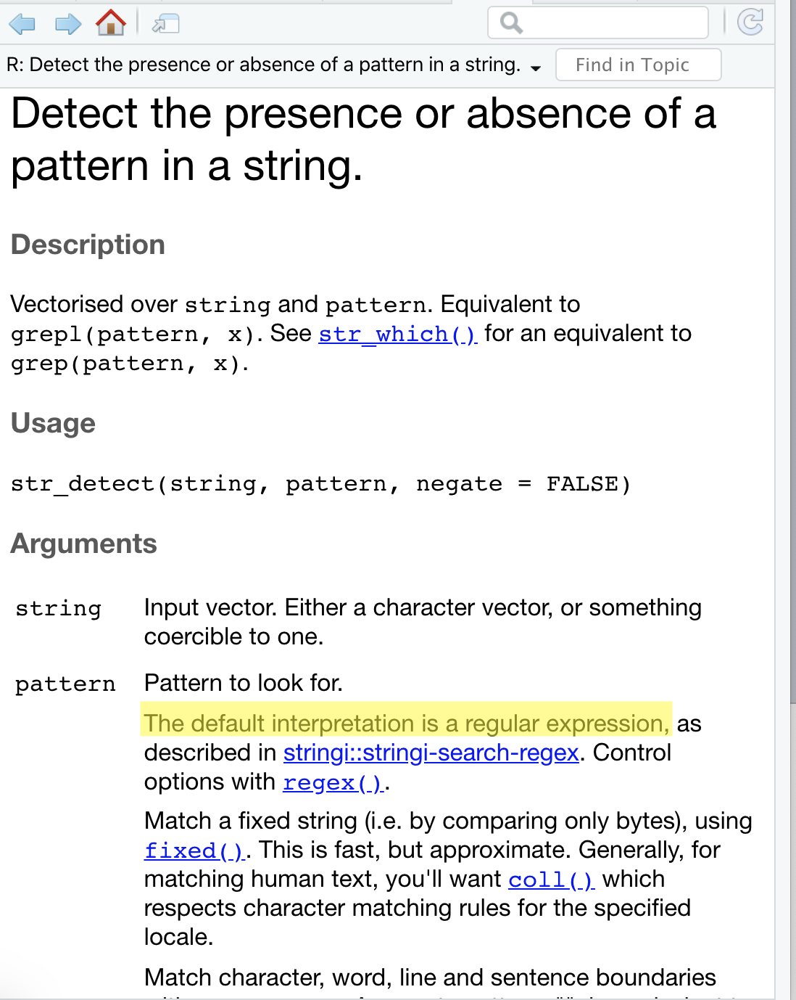 R: Detect the presence or absence of a pattern in a string.
Find in Topic
Detect the presence or absence of a
pattern in a string.
Description
Vectorised over string and pattern. Equivalent to
grepl(pattern, x). See str_which() for an equivalent to
grep(pattern, x).
Usage
str_detect(string, pattern, negate = FALSE)
Arguments
string Input vector. Either a character vector, or something
coercible to one.
pattern Pattern to look for.
The default interpretation is a regular expression, as
described in stringi::stringi-search-regex. Control
options with regex().
Match a fixed string (i.e. by comparing only bytes), using
fixed(). This is fast, but approximate. Generally, for
matching human text, you'll want coll() which
respects character matching rules for the specified
locale.
Match character, word, line and sentence boundaries